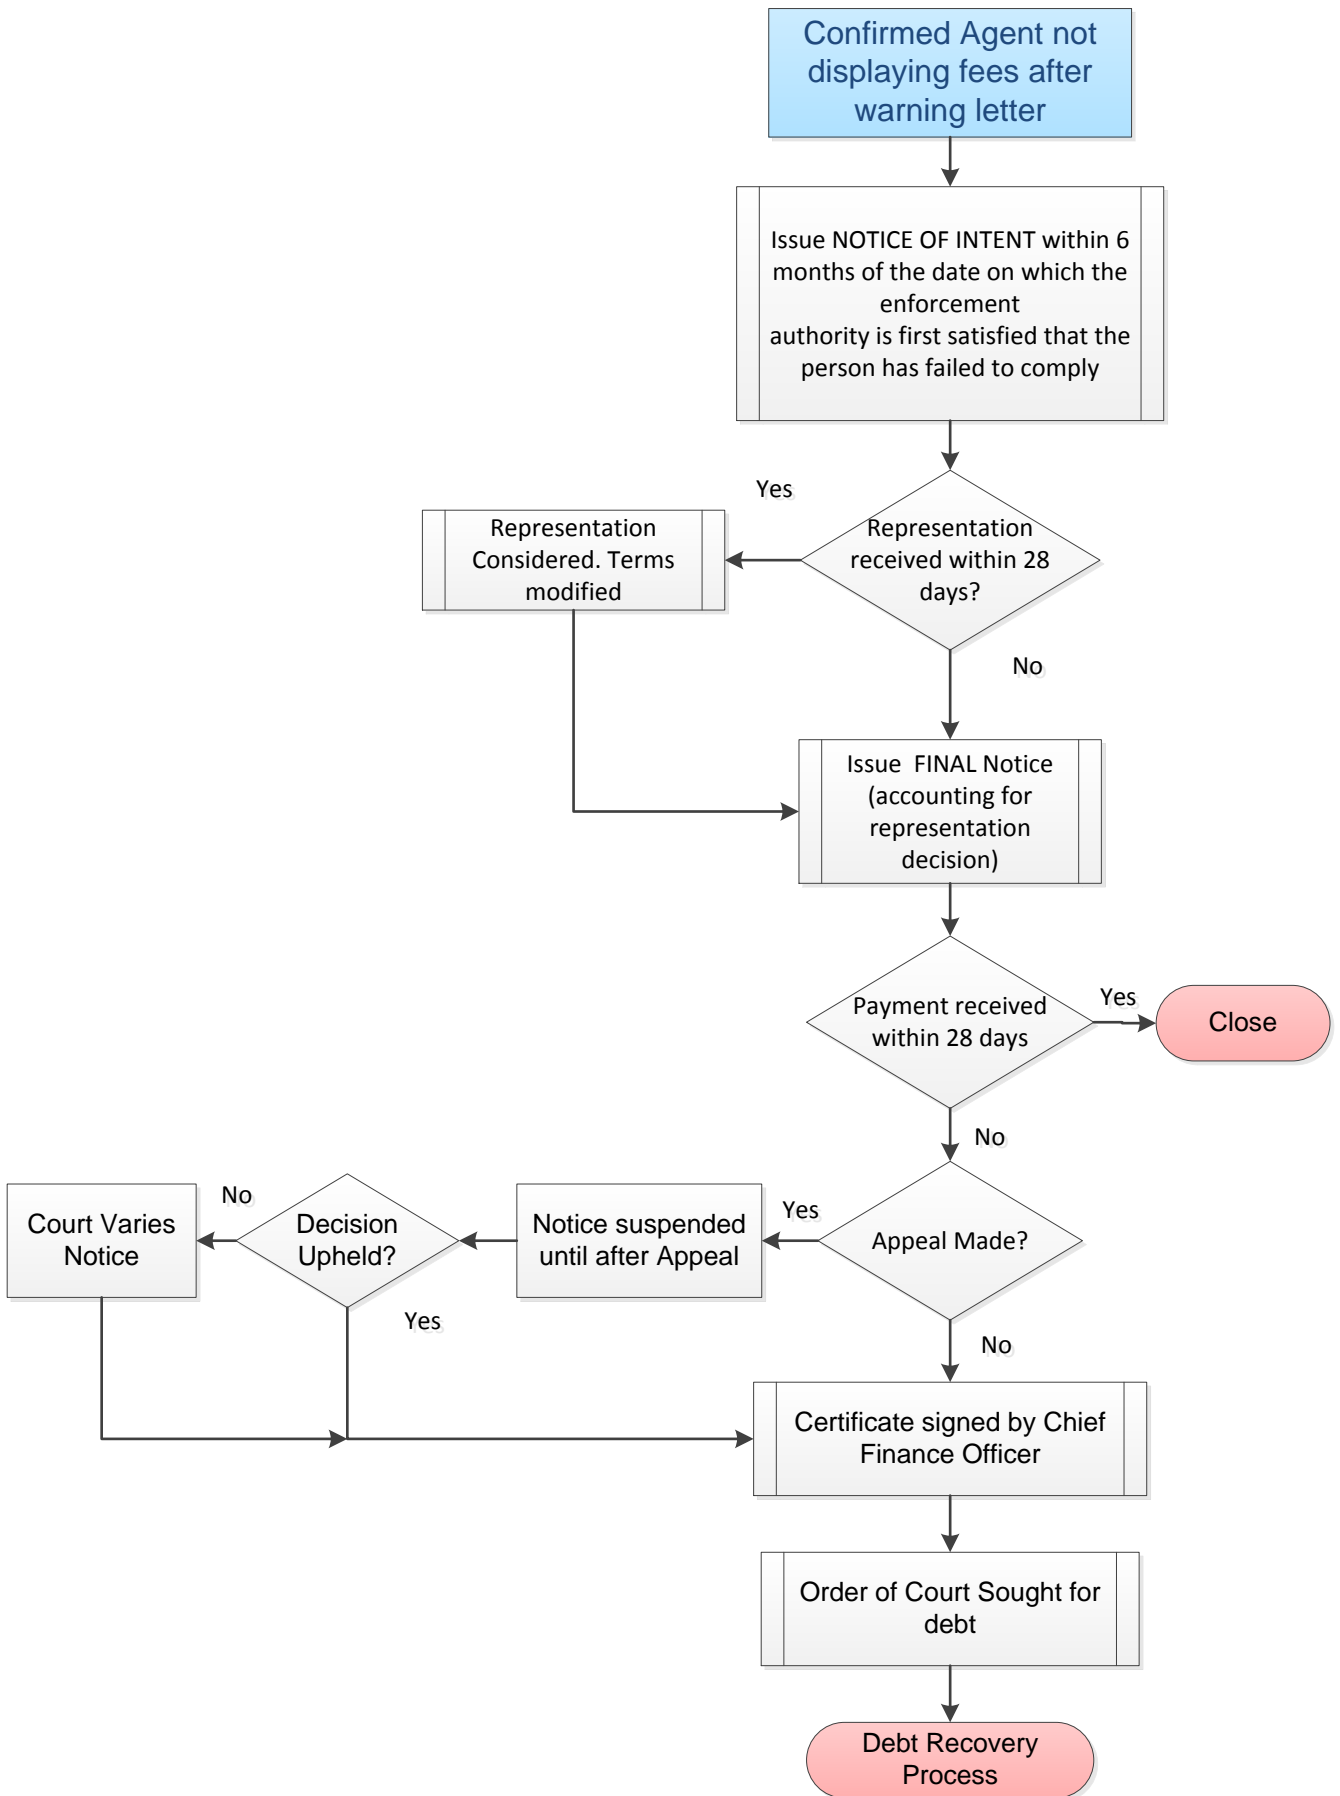 Confirmed Agent not
displaying fees after
warning letter
Issue NOTICE OF INTENT within 6
months of the date on which the
enforcement
authority is first satisfied that the
person has failed to comply
Yes
Representation
Considered. Terms
modified
Representation
received within 28
days?
No
Issue FINAL Notice
(accounting for
representation
decision)
Payment received
within 28 days
Yes
Close
No
Court Varies
Notice
No
Decision
Upheld?
Notice suspended
until after Appeal
Yes
Appeal Made?
Yes
No
Certificate signed by Chief
Finance Officer
Order of Court Sought for
debt
Debt Recovery
Process